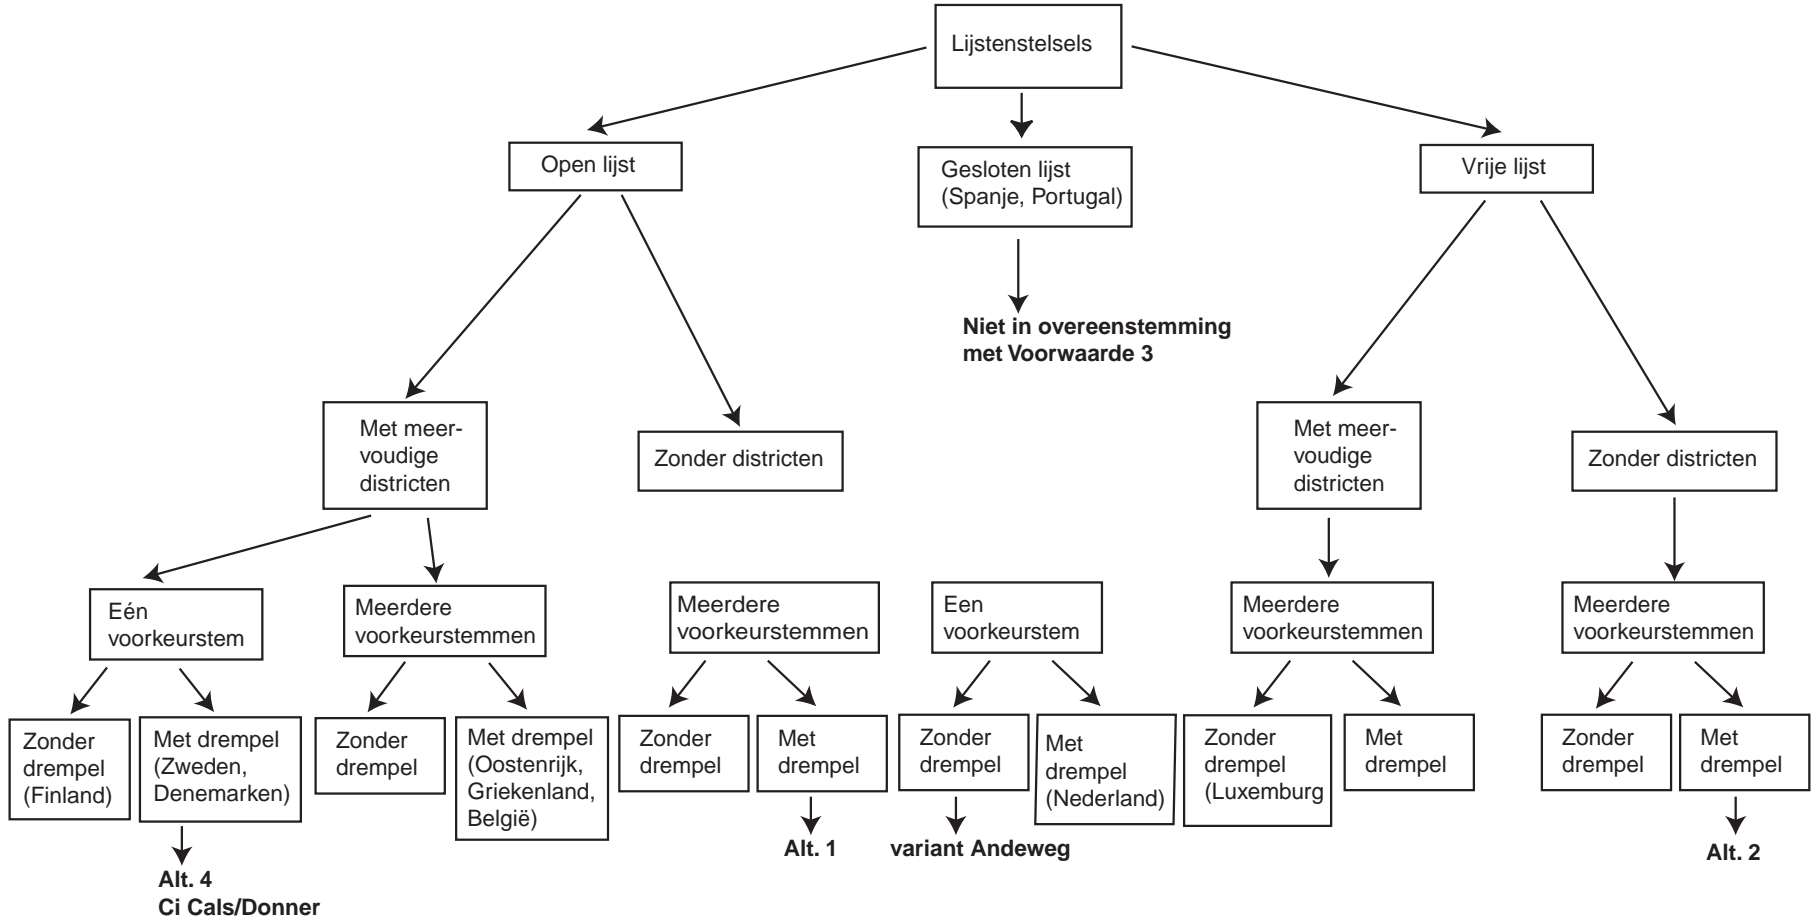 Lijstenstelsels
Open lijst
Gesloten lijst
(Spanje, Portugal)
Vrije lijst
Niet in overeenstemming
met Voorwaarde 3
Met meer-
voudige
districten
Zonder districten
Met meer-
voudige
districten
Zonder districten
Eén
voorkeurstem
Meerdere
voorkeurstemmen
Meerdere
voorkeurstemmen
Een
voorkeurstem
Meerdere
voorkeurstemmen
Meerdere
voorkeurstemmen
Zonder
drempel
(Finland)
Met drempel
(Zweden,
Denemarken)
Zonder
drempel
Met drempel
(Oostenrijk,
Griekenland,
België)
Zonder
drempel
Met
drempel
Zonder
drempel
Met
drempel
(Nederland)
Zonder
drempel
(Luxemburg
Met
drempel
Zonder
drempel
Met
drempel
Alt. 4
Ci Cals/Donner
Alt. 1
variant Andeweg
Alt. 2